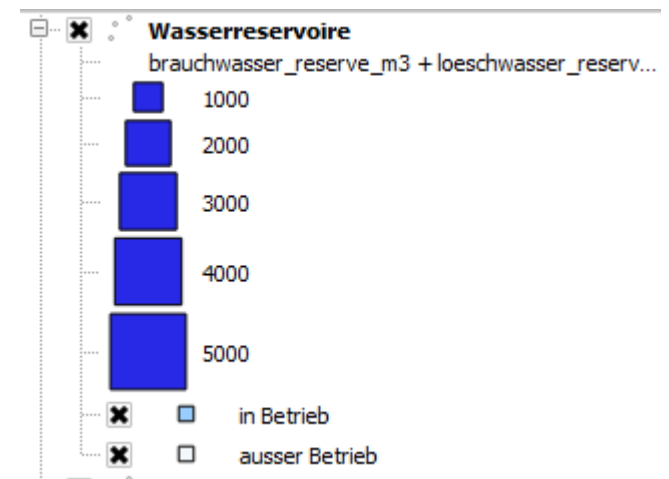 Wasserreservoire
brauchwasser_reserve_m3 + loeschwasser_reserv...
1000
2000
3000
4000
5000
in Betrieb
ausser Betrieb